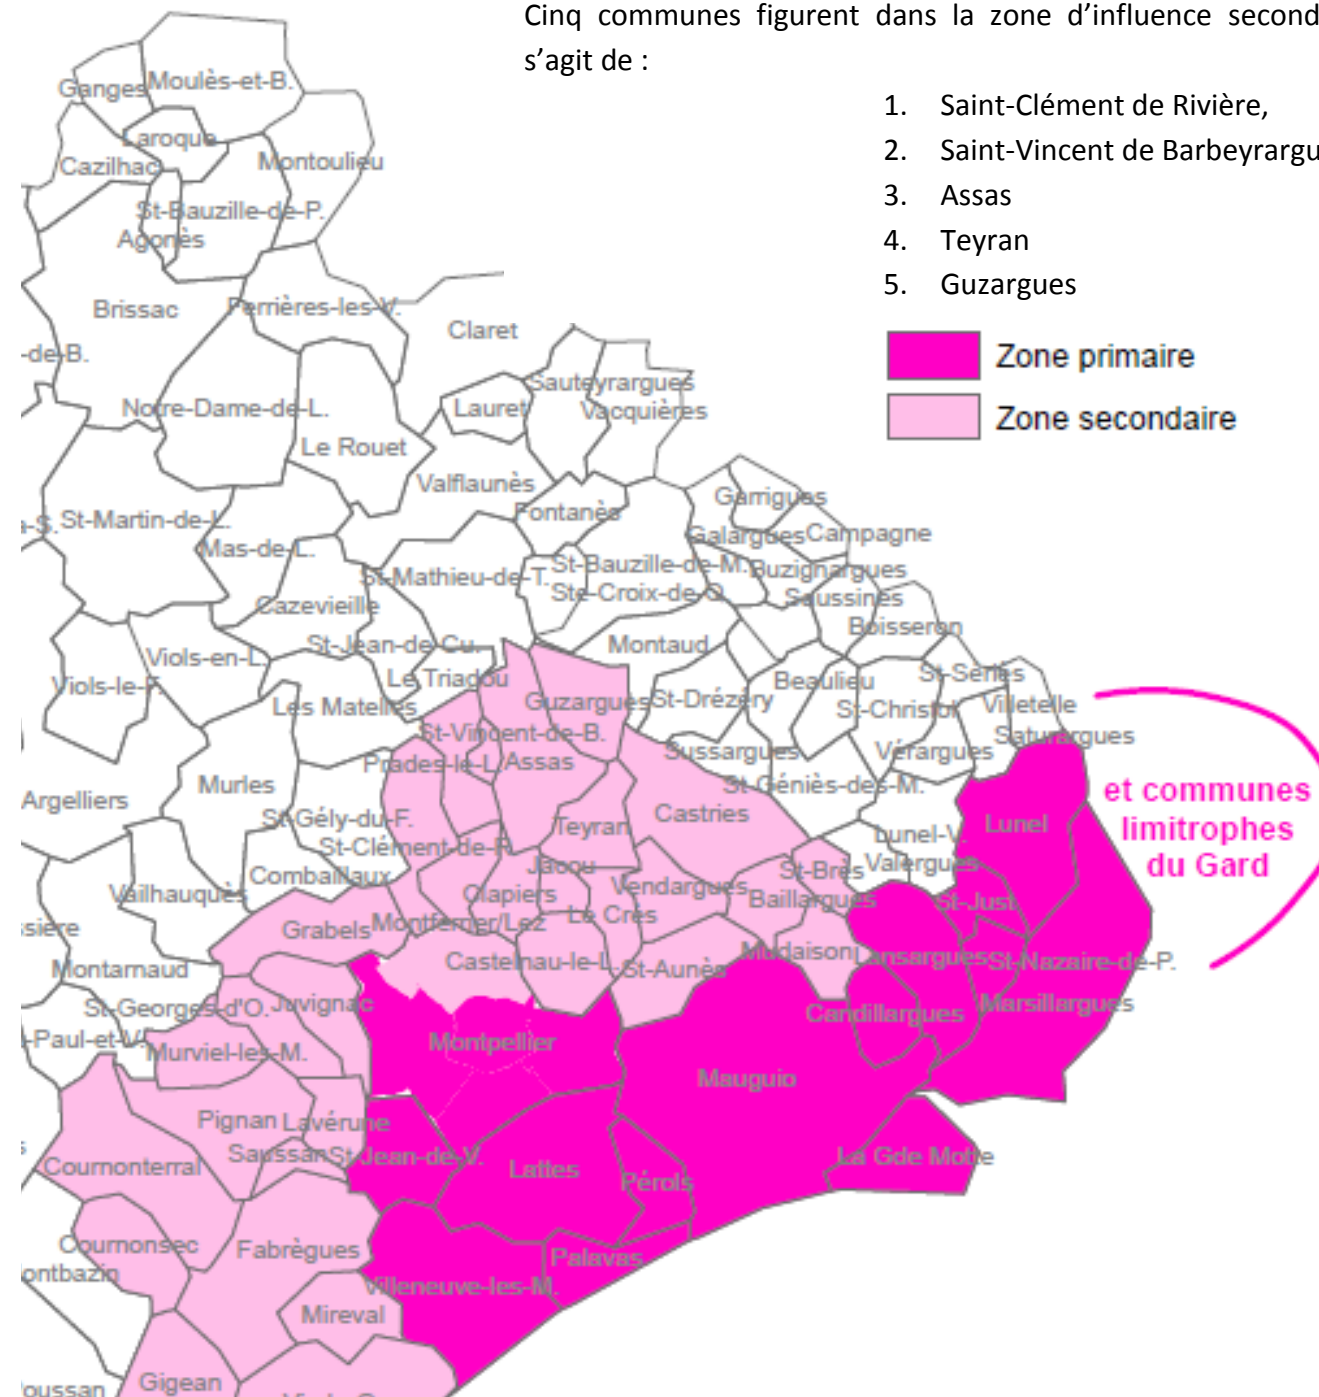 Cinq communes figurent dans la zone d’influence second
s’agit de :
1. Saint-Clément de Rivière,
2. Saint-Vincent de Barbeyrargu
3. Assas
4. Teyran
5. Guzargues
Zone primaire
Zone secondaire
Ganges
Moulès-et-B.
Laroque
Cazilhac
Montoulieu
St-Bauzille-de-P.
Agonès
Brissac
Ferrières-les-V.
Claret
-de-B.
Sauteyrargues
Notre-Dame-de-L.
Lauret
Vacquières
Le Rouet
Valflaunès
Garrigues
Fontanès
St-Martin-de-L.
Galargues
Campagne
Mas-de-L.
St-Bauzille-de-M.
Buzignargues
St-Mathieu-de-T.
Ste-Croix-de-Q.
Saussines
Cazevieille
Boisseron
St-Jean-de-Cu.
Montaud
Viols-en-L.
Le Triadou
Beaulieu
St-Sériès
Viols-le-F.
Guzargues
St-Drézéry
Les Matelles
St-Christol
Villetelle
St-Vincent-de-B.
Saturargues
Sussargues
Vérargues
Prades-le-L.
Assas
Murles
St-Géniès-des-M.
et communes
limitrophes
du Gard
Argelliers
Castries
St-Gély-du-F.
Teyran
Lunel
Lunel-V.
St-Clément-de-R
Jacou
Valergues
Combaillaux
St-Brès
Vailhauquès
Clapiers
Vendargues
Baillargues
St-Just
Le Crès
ssiere
Grabels
Montferrier/Lez
Mudaison
Castelnau-le-L.
Lansargues
St-Nazaire-de-P.
Montarnaud
St-Aunès
St-Georges-d'O.
Juvignac
Candillargues
Marsillargues
-Paul-et-V.
Murviel-les-M.
Montpellier
Mauguio
Pignan
Lavérune
Saussan
St-Jean-de-V.
La Gde Motte
Cournonterral
Lattes
Pérols
Cournonsec
Fabrègues
Palavas
ontbazin
Villeneuve-les-M.
Mireval
Gigean
oussan